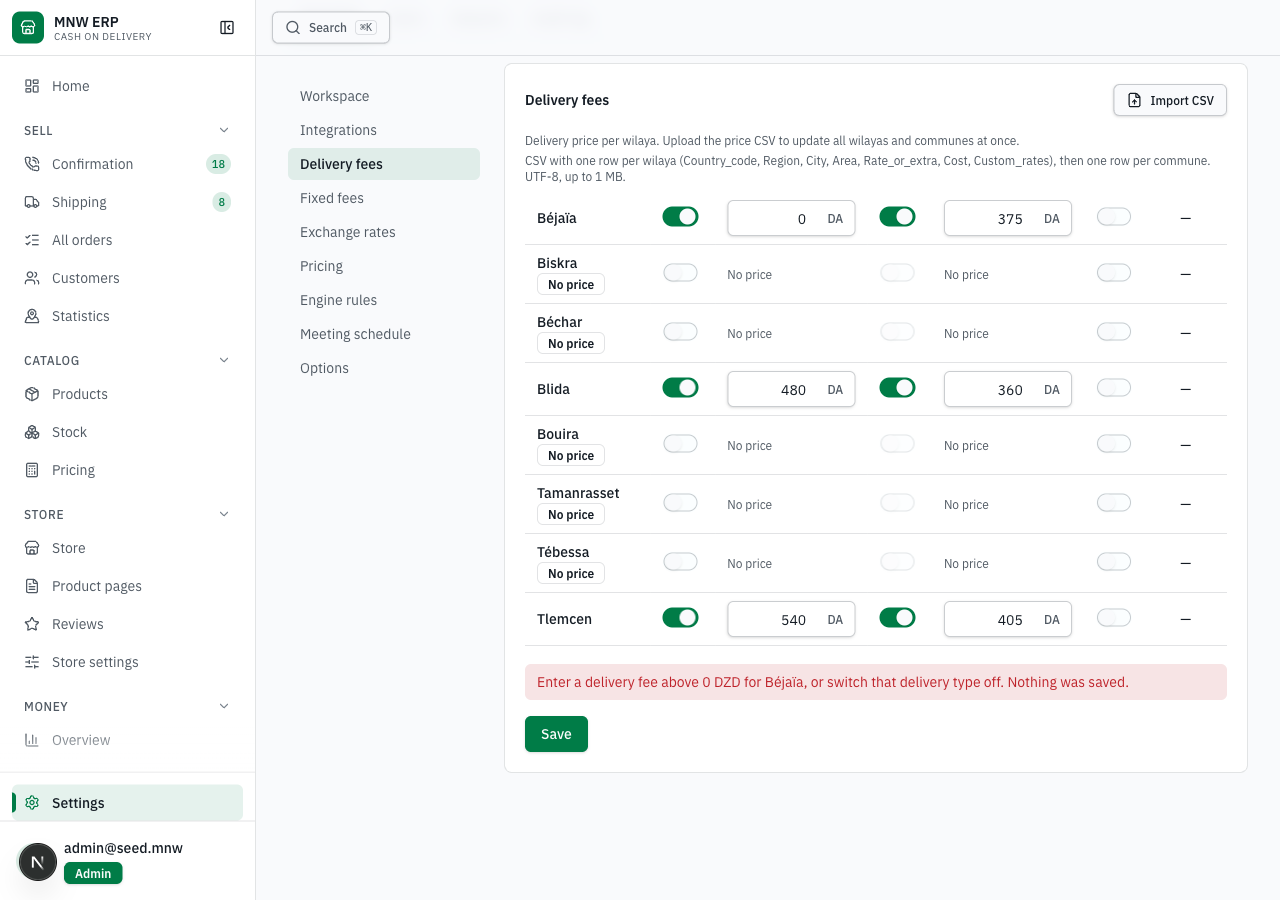 MNW ERP
CASH ON DELIVERY
Search ⌘K
Home
SELL
Confirmation 18
Shipping 8
All orders
Customers
Statistics
CATALOG
Products
Stock
Pricing
STORE
Store
Product pages
Reviews
Store settings
MONEY
Overview
Settings
N
admin@seed.mnw
Admin
Workspace
Integrations
Delivery fees
Fixed fees
Exchange rates
Pricing
Engine rules
Meeting schedule
Options
Delivery fees
Import CSV
Delivery price per wilaya. Upload the price CSV to update all wilayas and communes at once.
CSV with one row per wilaya (Country_code, Region, City, Area, Rate_or_extra, Cost, Custom_rates), then one row per commune.
UTF-8, up to 1 MB.
Béjaïa 0 DA 375 DA —
Biskra
No price No price No price —
Béchar
No price No price No price —
Blida 480 DA 360 DA —
Bouira
No price No price No price —
Tamanrasset
No price No price No price —
Tébessa
No price No price No price —
Tlemcen 540 DA 405 DA —
Enter a delivery fee above 0 DZD for Béjaïa, or switch that delivery type off. Nothing was saved.
Save